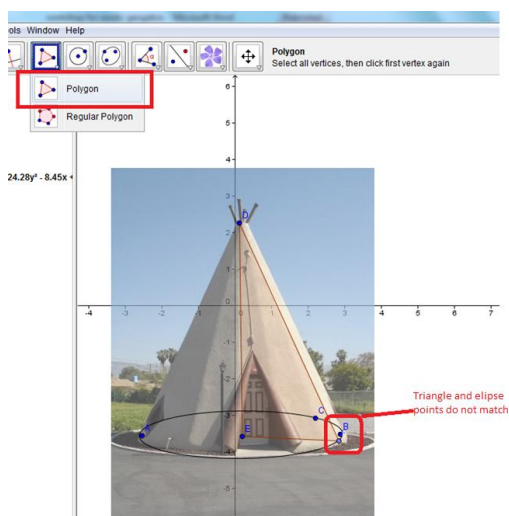 ols Window Help
Polygon
Select all vertices, then click first vertex again
Polygon
Regular Polygon
24.28y² - 8.45x
6
5
4
3
2
1
0
-1
-2
-3
-4
-5
-4 -3 -2 -1 0 1 2 3 4 5 6 7
D
C
A
E
B
Triangle and elipse
points do not match